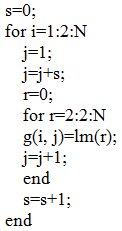 s=0;
for i=1:2:N
j=1;
j=j+s;
r=0;
for r=2:2:N
g(i, j)=lm(r);
j=j+1;
end
s=s+1;
end